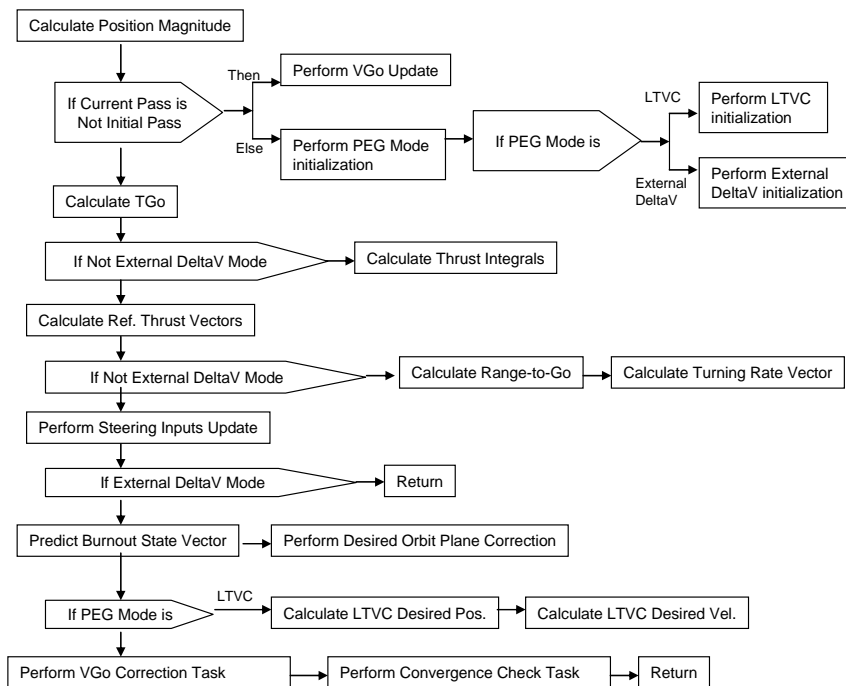 Calculate Position Magnitude
If Current Pass is
Not Initial Pass
Then
Perform VGo Update
Else
Perform PEG Mode
initialization
If PEG Mode is
LTVC
Perform LTVC
initialization
External
DeltaV
Perform External
DeltaV initialization
Calculate TGo
If Not External DeltaV Mode
Calculate Thrust Integrals
Calculate Ref. Thrust Vectors
If Not External DeltaV Mode
Calculate Range-to-Go
Calculate Turning Rate Vector
Perform Steering Inputs Update
If External DeltaV Mode
Return
Predict Burnout State Vector
Perform Desired Orbit Plane Correction
If PEG Mode is
LTVC
Calculate LTVC Desired Pos.
Calculate LTVC Desired Vel.
Perform VGo Correction Task
Perform Convergence Check Task
Return